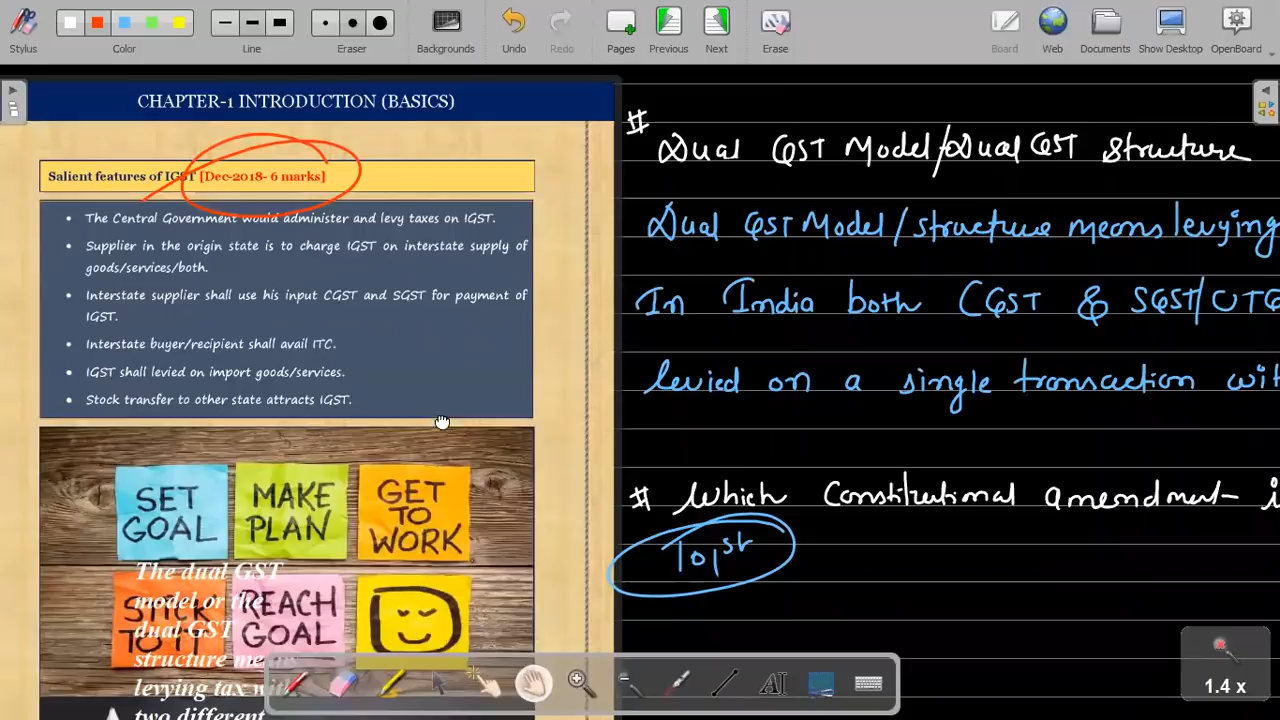 Stylus
Color
Line
Eraser
Backgrounds
Undo
Redo
Pages
Previous
Next
Erase
Board
Web
Documents
Show Desktop
OpenBoard
CHAPTER-1 INTRODUCTION (BASICS)
Salient features of IGST [Dec-2018- 6 marks]
• The Central Government would administer and levy taxes on IGST.
• Supplier in the origin state is to charge IGST on interstate supply of
goods/services/both.
• Interstate supplier shall use his input CGST and SGST for payment of
IGST.
• Interstate buyer/recipient shall avail ITC.
• IGST shall levied on import goods/services.
• Stock transfer to other state attracts IGST.
SET
GOAL
MAKE
PLAN
GET
TO
WORK
STICK
TO IT
REACH
GOAL
The dual GST
model or the
dual GST
structure means
levying tax with
two different
# Dual GST Model/Dual GST Structure
Dual GST Model/structure means levying
In India both CGST & SGST/UTG
levied on a single transaction wit
# Which Constitutional amendment i
101st
AI
1.4 x